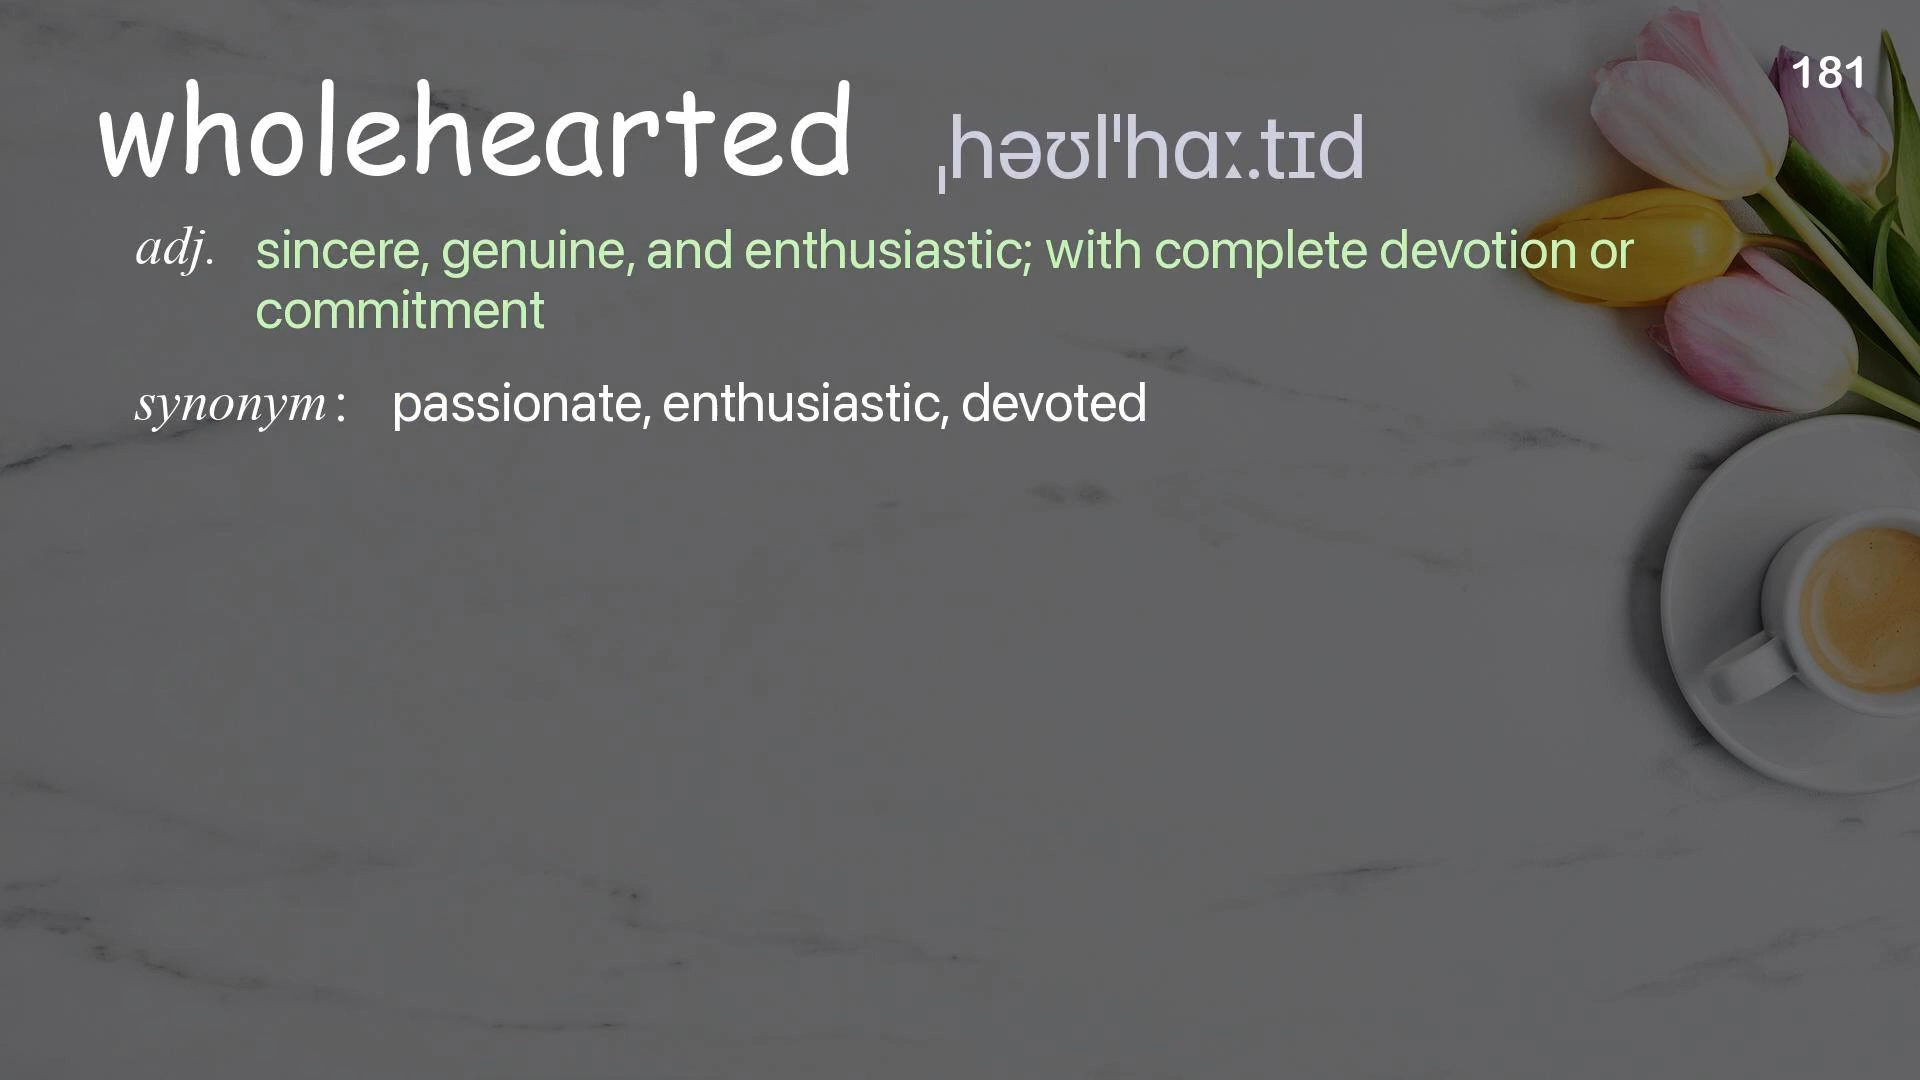 181
wholehearted ˌhəʊlˈhɑː.tɪd
adj. sincere, genuine, and enthusiastic; with complete devotion or
commitment
synonym : passionate, enthusiastic, devoted